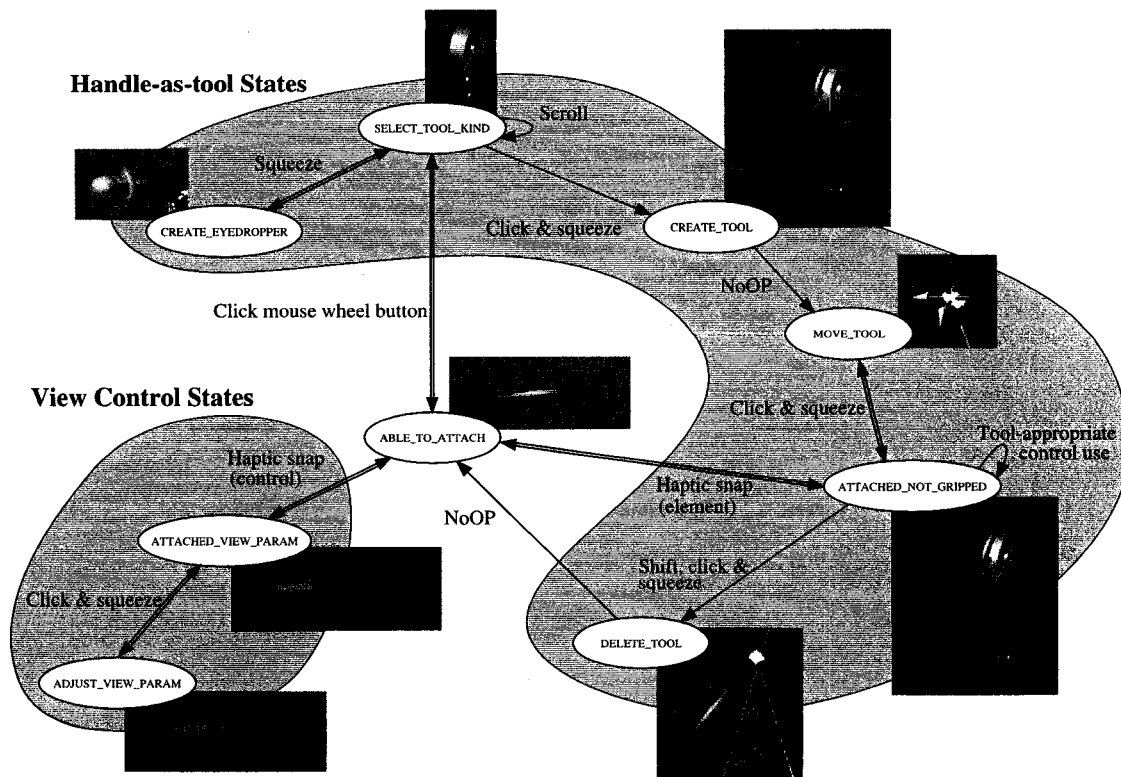 Handle-as-tool States
SELECT_TOOL_KIND
Scroll
Squeeze
CREATE_EYEDROPPER
Click & squeeze
CREATE_TOOL
NoOP
Click mouse wheel button
MOVE_TOOL
View Control States
ABLE_TO_ATTACH
Click & squeeze
Tool-appropriate
control use
Haptic snap
(control)
Haptic snap
(element)
ATTACHED_NOT_GRIPPED
NoOP
ATTACHED_VIEW_PARAM
Shift, click &
squeeze
Click & squeeze
DELETE_TOOL
ADJUST_VIEW_PARAM